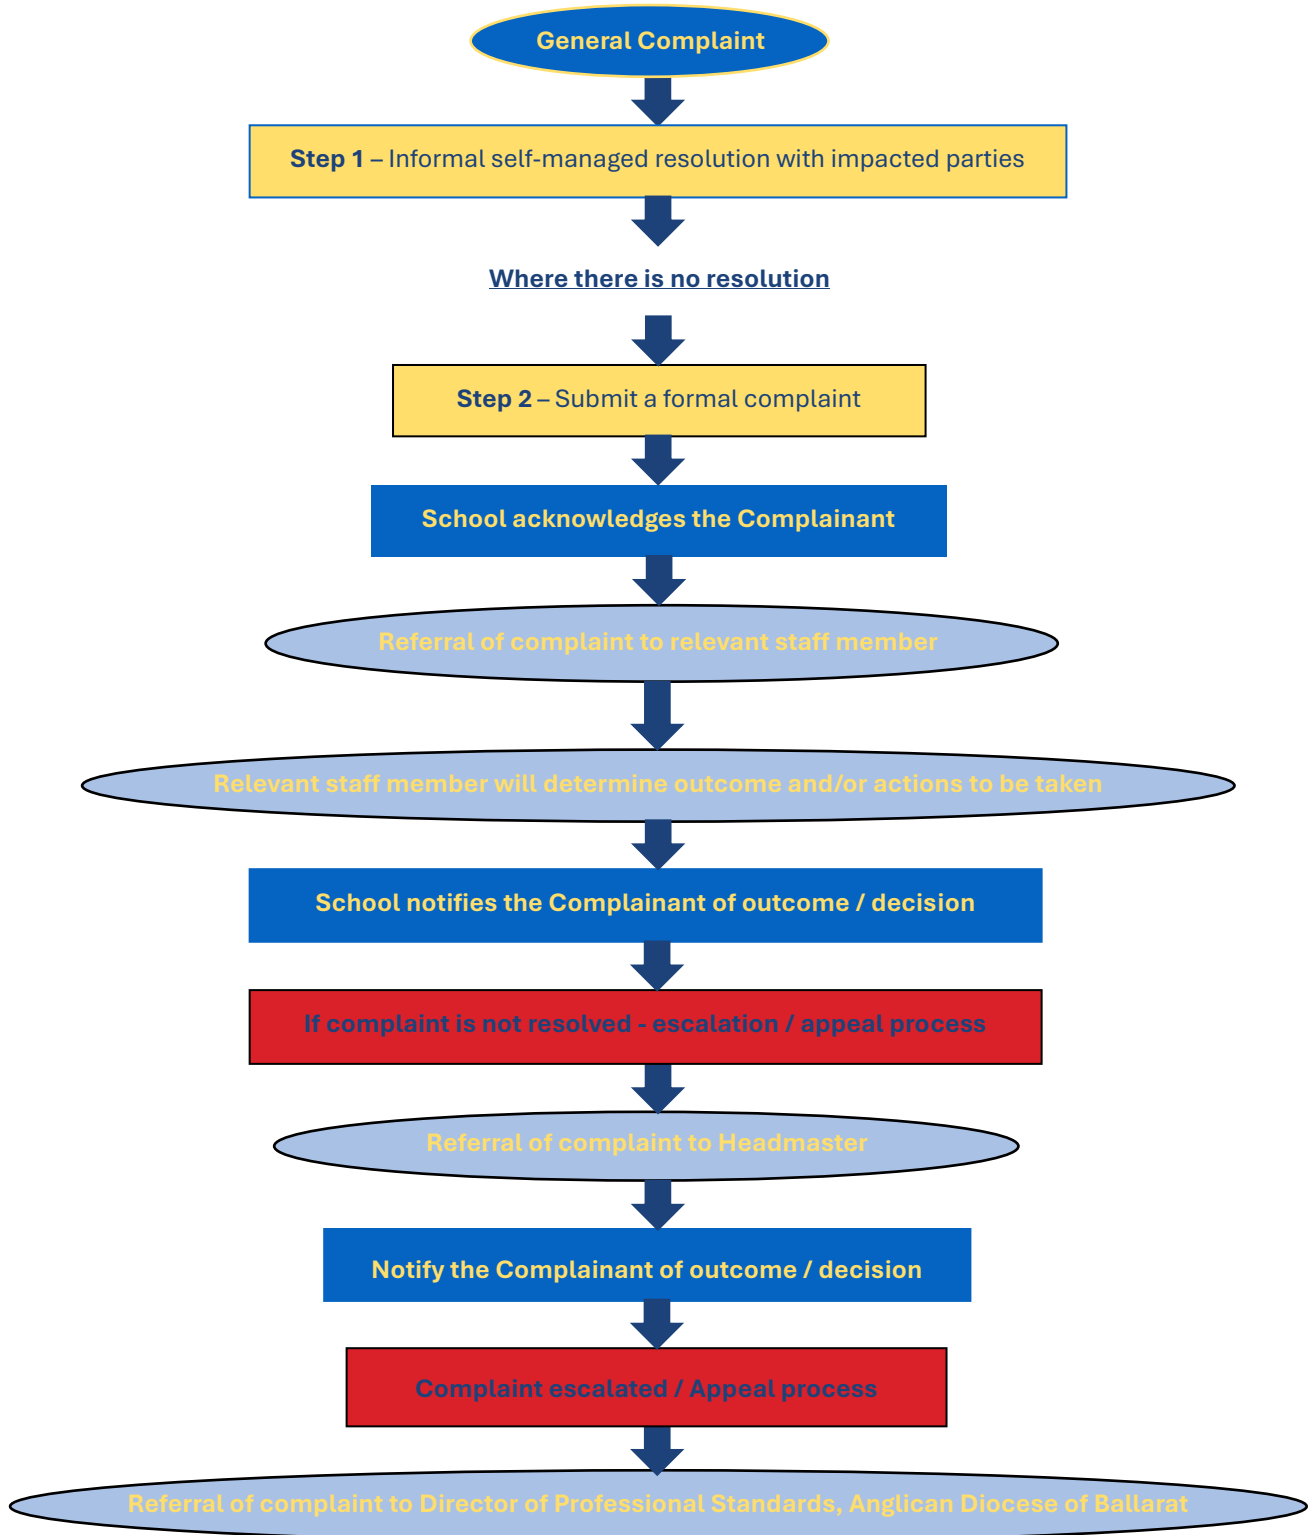 General Complaint
Step 1 – Informal self-managed resolution with impacted parties
Where there is no resolution
Step 2 – Submit a formal complaint
School acknowledges the Complainant
Referral of complaint to relevant staff member
Relevant staff member will determine outcome and/or actions to be taken
School notifies the Complainant of outcome / decision
If complaint is not resolved - escalation / appeal process
Referral of complaint to Headmaster
Notify the Complainant of outcome / decision
Complaint escalated / Appeal process
Referral of complaint to Director of Professional Standards, Anglican Diocese of Ballarat